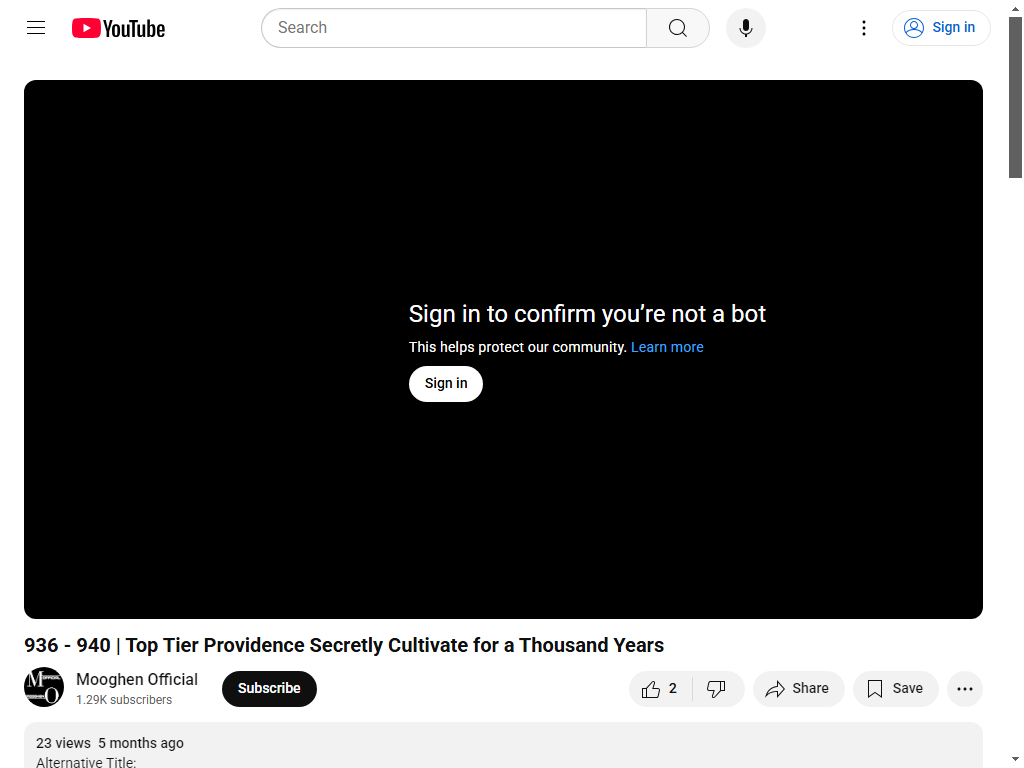 YouTube
Search
Sign in
Sign in to confirm you’re not a bot
This helps protect our community. Learn more
Sign in
936 - 940 | Top Tier Providence Secretly Cultivate for a Thousand Years
Mooghen Official
1.29K subscribers
Subscribe
2
Share
Save
23 views 5 months ago
Alternative Title: